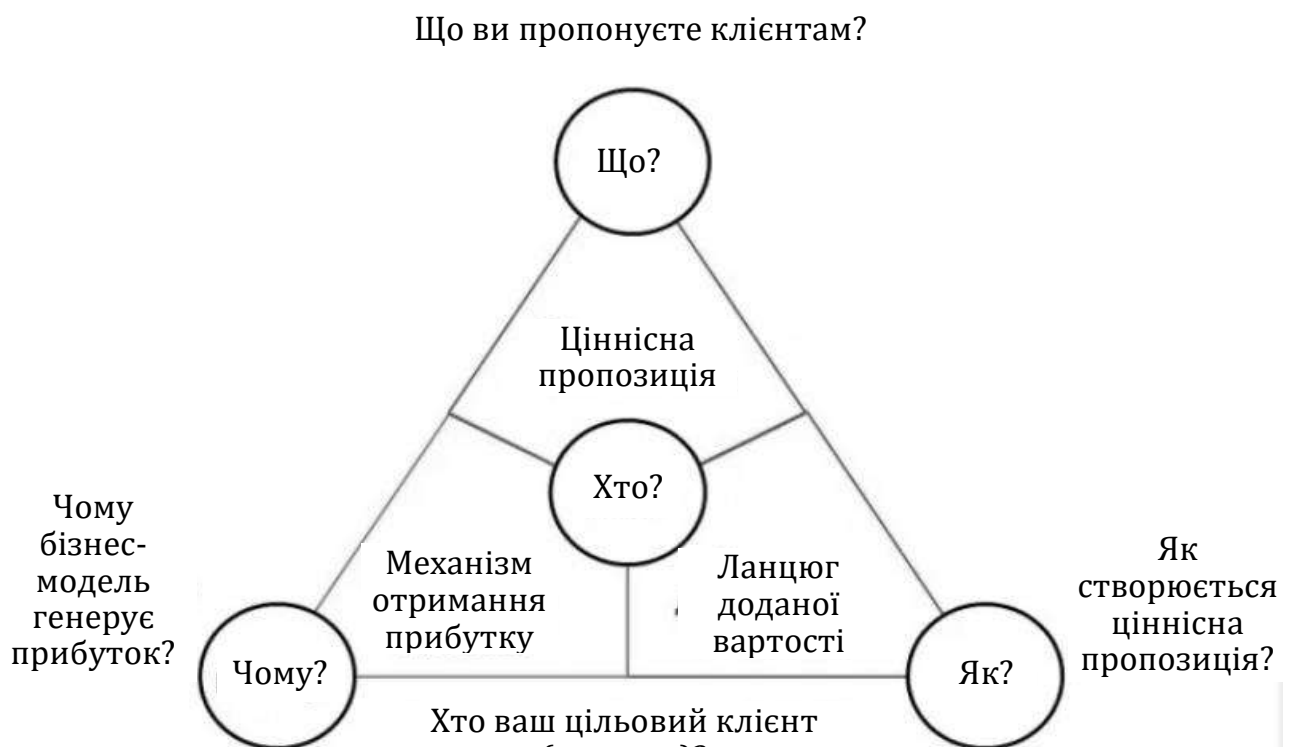 Що ви пропонуєте клієнтам?
Що?
Ціннісна
пропозиція
Хто?
Чому
бізнес-
модель
генерує
прибуток?
Механізм
отримання
прибутку
Ланцюг
доданої
вартості
Як
створюється
ціннісна
пропозиція?
Чому?
Як?
Хто ваш цільовий клієнт